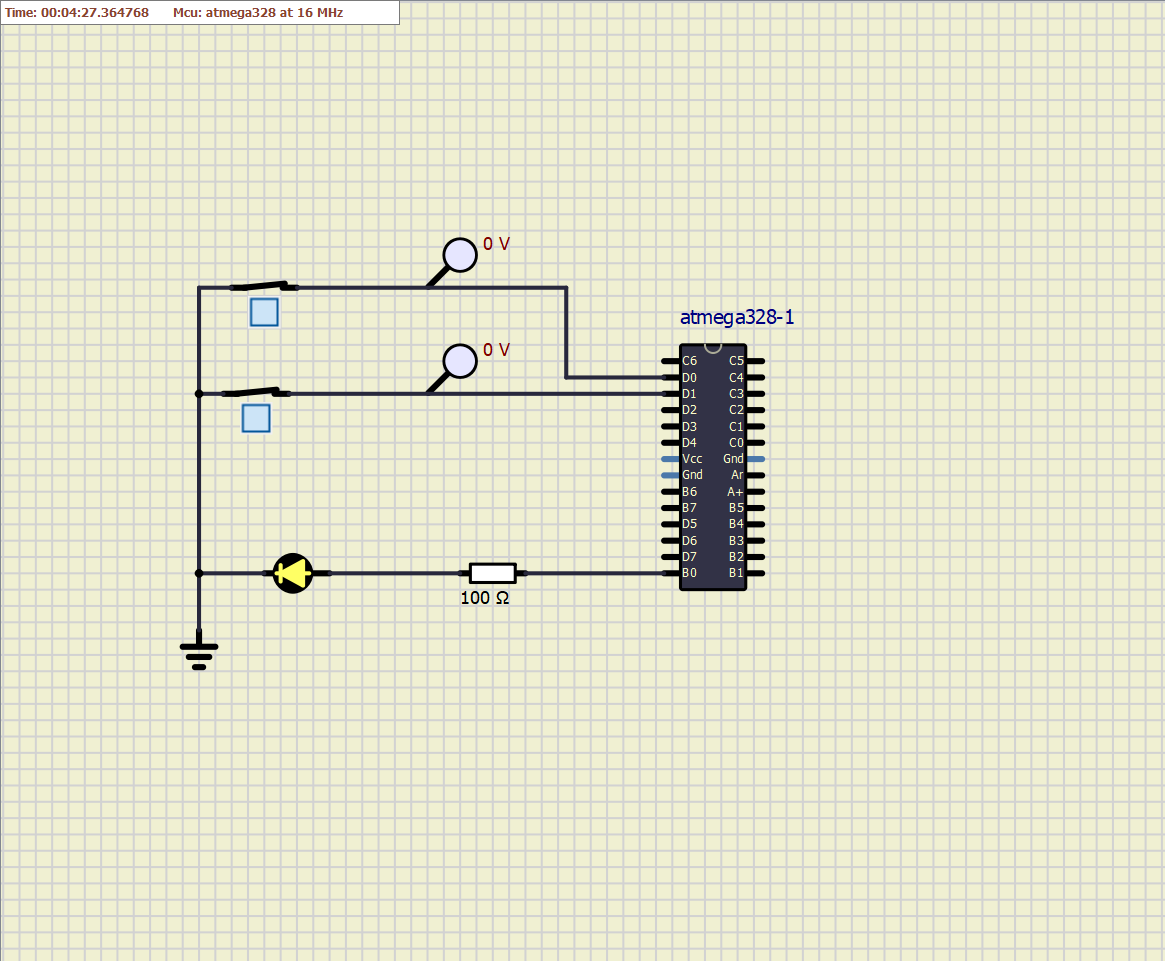 Time: 00:04:27.364768 Mcu: atmega328 at 16 MHz
0 V
0 V
atmega328-1
C6 C5
D0 C4
D1 C3
D2 C2
D3 C1
D4 C0
Vcc Gnd
Gnd Ar
B6 A+
B7 B5
D5 B4
D6 B3
D7 B2
B0 B1
100 Ω